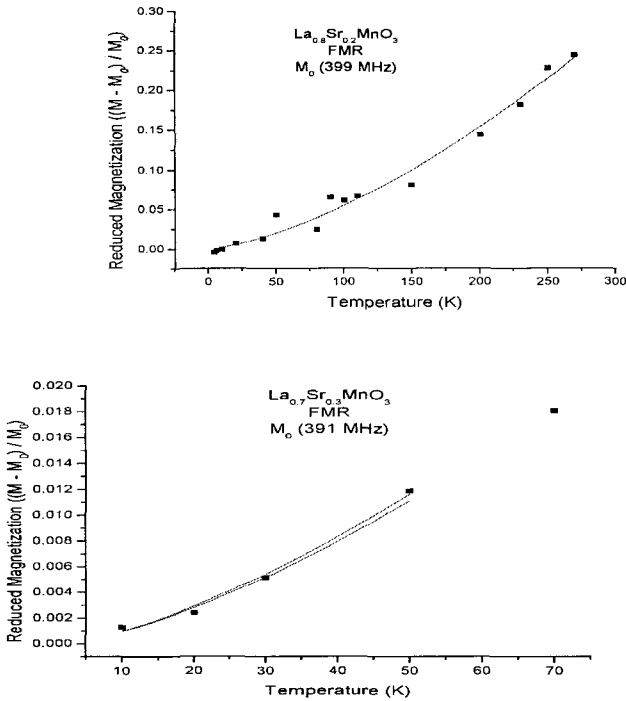 La0.8Sr0.2MnO3
FMR
M0 (399 MHz)
Reduced Magnetization ((M - M0) / M0)
0.30
0.25
0.20
0.15
0.10
0.05
0.00
0 50 100 150 200 250 300
Temperature (K)
La0.7Sr0.3MnO3
FMR
M0 (391 MHz)
Reduced Magnetization ((M - M0) / M0)
0.020
0.018
0.016
0.014
0.012
0.010
0.008
0.006
0.004
0.002
0.000
10 20 30 40 50 60 70
Temperature (K)